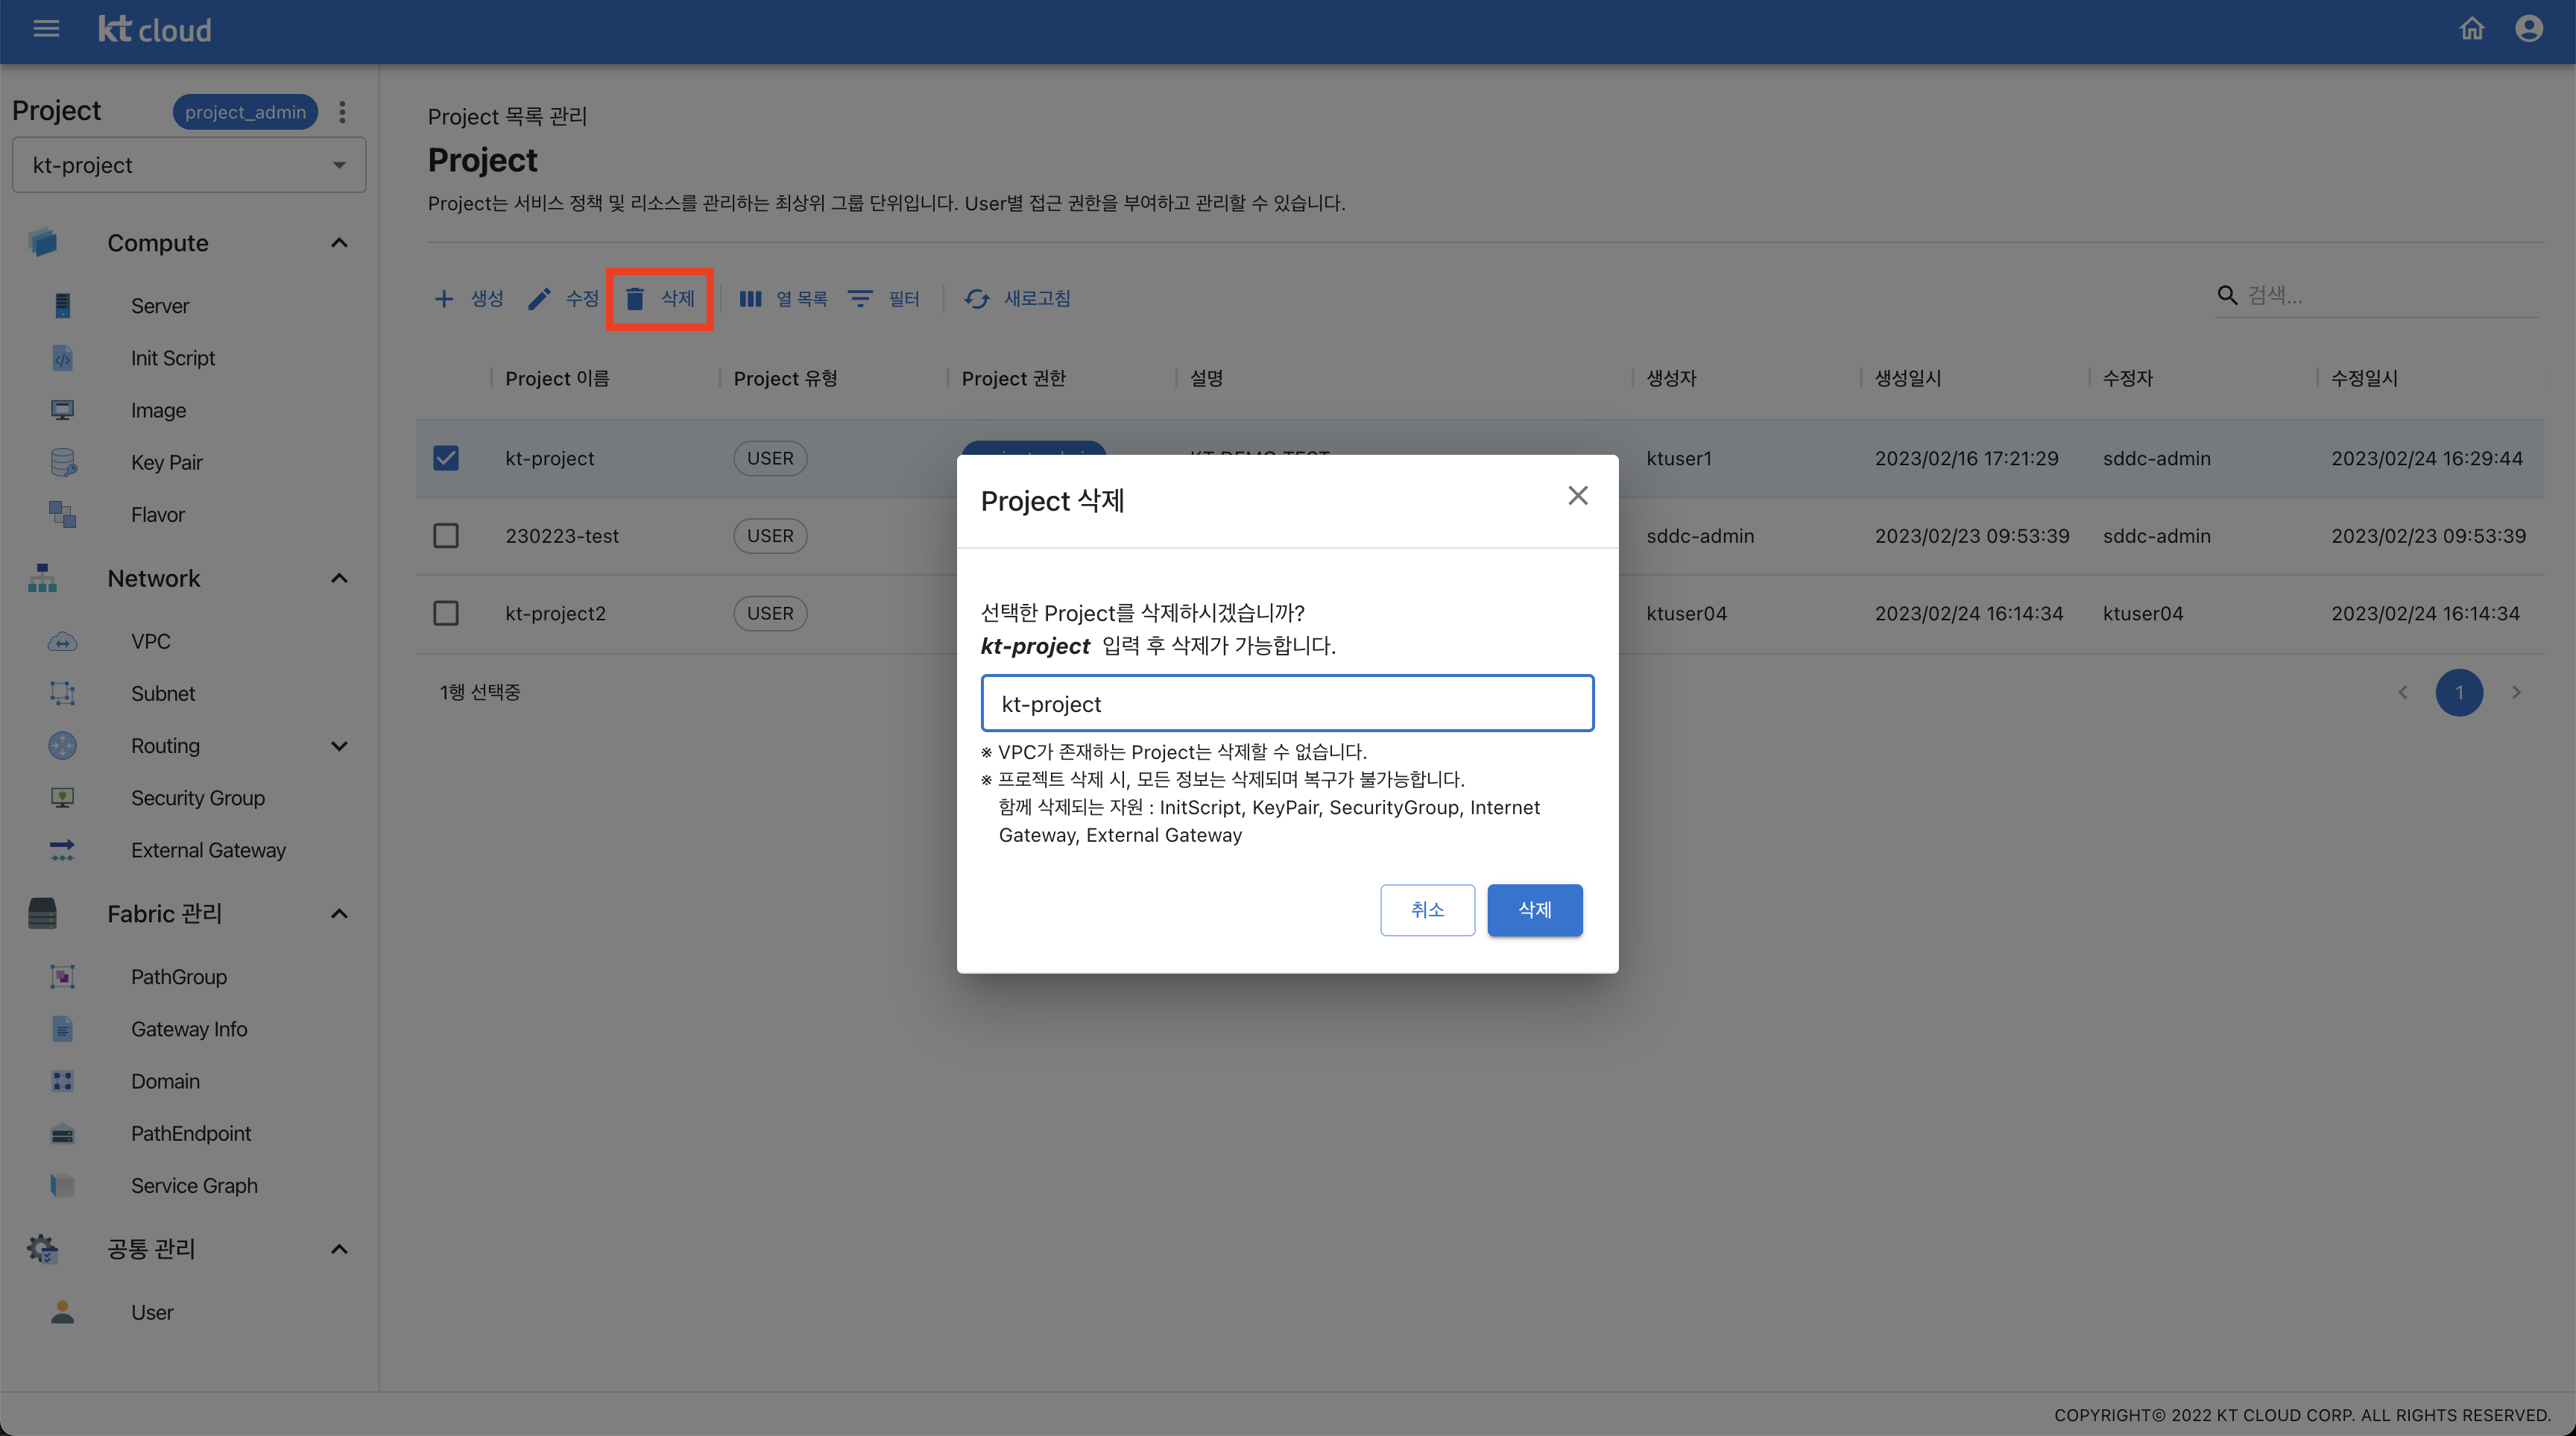 kt cloud
Project project_admin
kt-project
Compute
Server
Init Script
Image
Key Pair
Flavor
Network
VPC
Subnet
Routing
Security Group
External Gateway
Fabric 관리
PathGroup
Gateway Info
Domain
PathEndpoint
Service Graph
공통 관리
User
Project 목록 관리
Project
Project는 서비스 정책 및 리소스를 관리하는 최상위 그룹 단위입니다. User별 접근 권한을 부여하고 관리할 수 있습니다.
생성 수정 삭제 열 목록 필터 새로고침 검색...
Project 이름 Project 유형 Project 권한 설명 생성자 생성일시 수정자 수정일시
kt-project USER KT DEMO TEST ktuser1 2023/02/16 17:21:29 sddc-admin 2023/02/24 16:29:44
230223-test USER sddc-admin 2023/02/23 09:53:39 sddc-admin 2023/02/23 09:53:39
kt-project2 USER ktuser04 2023/02/24 16:14:34 ktuser04 2023/02/24 16:14:34
1행 선택중 1
Project 삭제
선택한 Project를 삭제하시겠습니까?
kt-project 입력 후 삭제가 가능합니다.
kt-project
※ VPC가 존재하는 Project는 삭제할 수 없습니다.
※ 프로젝트 삭제 시, 모든 정보는 삭제되며 복구가 불가능합니다.
함께 삭제되는 자원 : InitScript, KeyPair, SecurityGroup, Internet
Gateway, External Gateway
취소 삭제
COPYRIGHT© 2022 KT CLOUD CORP. ALL RIGHTS RESERVED.